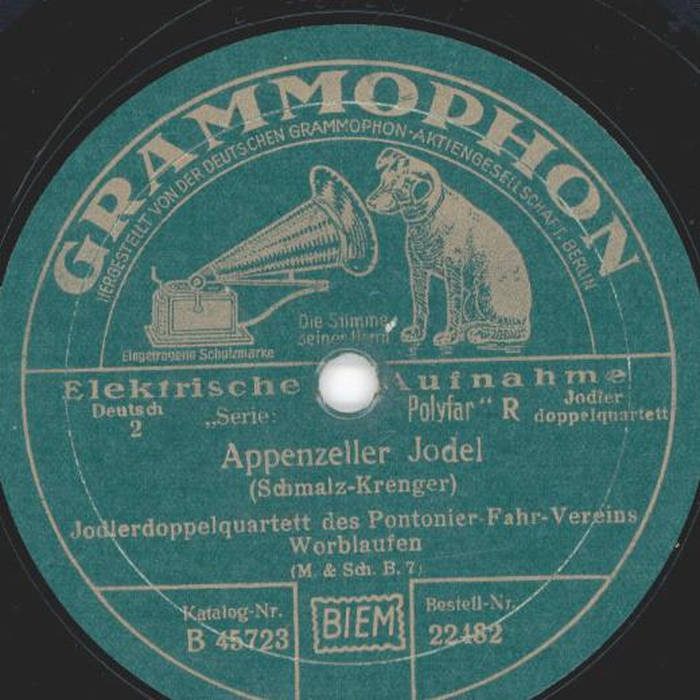 GRAMMOPHON
HERGESTELLT VON DER DEUTSCHEN GRAMMOPHON-AKTIENGESELLSCHAFT, BERLIN
Die Stimme
seines Herrn
Eingetragene Schutzmarke
Elektrische Aufnahme
Deutsch 2 „Serie: Polyfar“ R Jodler doppelquartett
Appenzeller Jodel
(Schmalz-Krenger)
Jodlerdoppelquartett des Pontonier-Fahr-Vereins
Worblaufen
(M. & Sch. B. 7)
Katalog-Nr.
B 45723
BIEM
Bestell-Nr.
22482